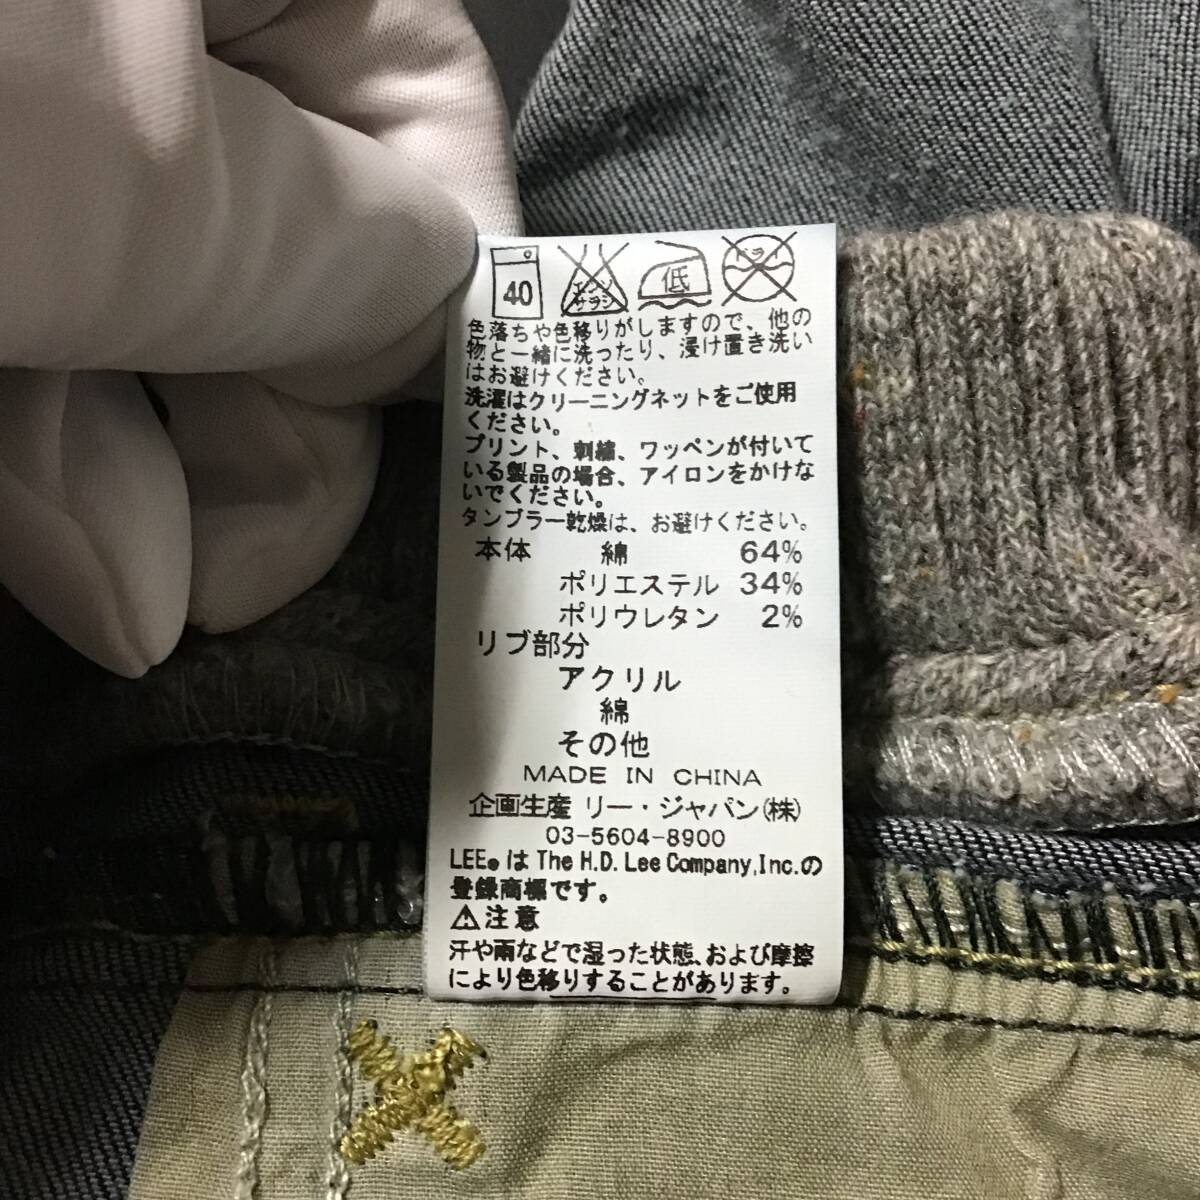 40 エンソ サラシ 低 ドライ
色落ちや色移りがしますので、他の
物と一緒に洗ったり、浸け置き洗い
はお避けください。
洗濯はクリーニングネットをご使用
ください。
プリント、刺繍、ワッペンが付いて
いる製品の場合、アイロンをかけな
いでください。
タンブラー乾燥は、お避けください。
本体 綿 64%
ポリエステル 34%
ポリウレタン 2%
リブ部分
アクリル
綿
その他
MADE IN CHINA
企画生産 リー・ジャパン(株)
03-5604-8900
LEE® は The H.D. Lee Company,Inc.の
登録商標です。
⚠注意
汗や雨などで湿った状態、および摩擦
により色移りすることがあります。